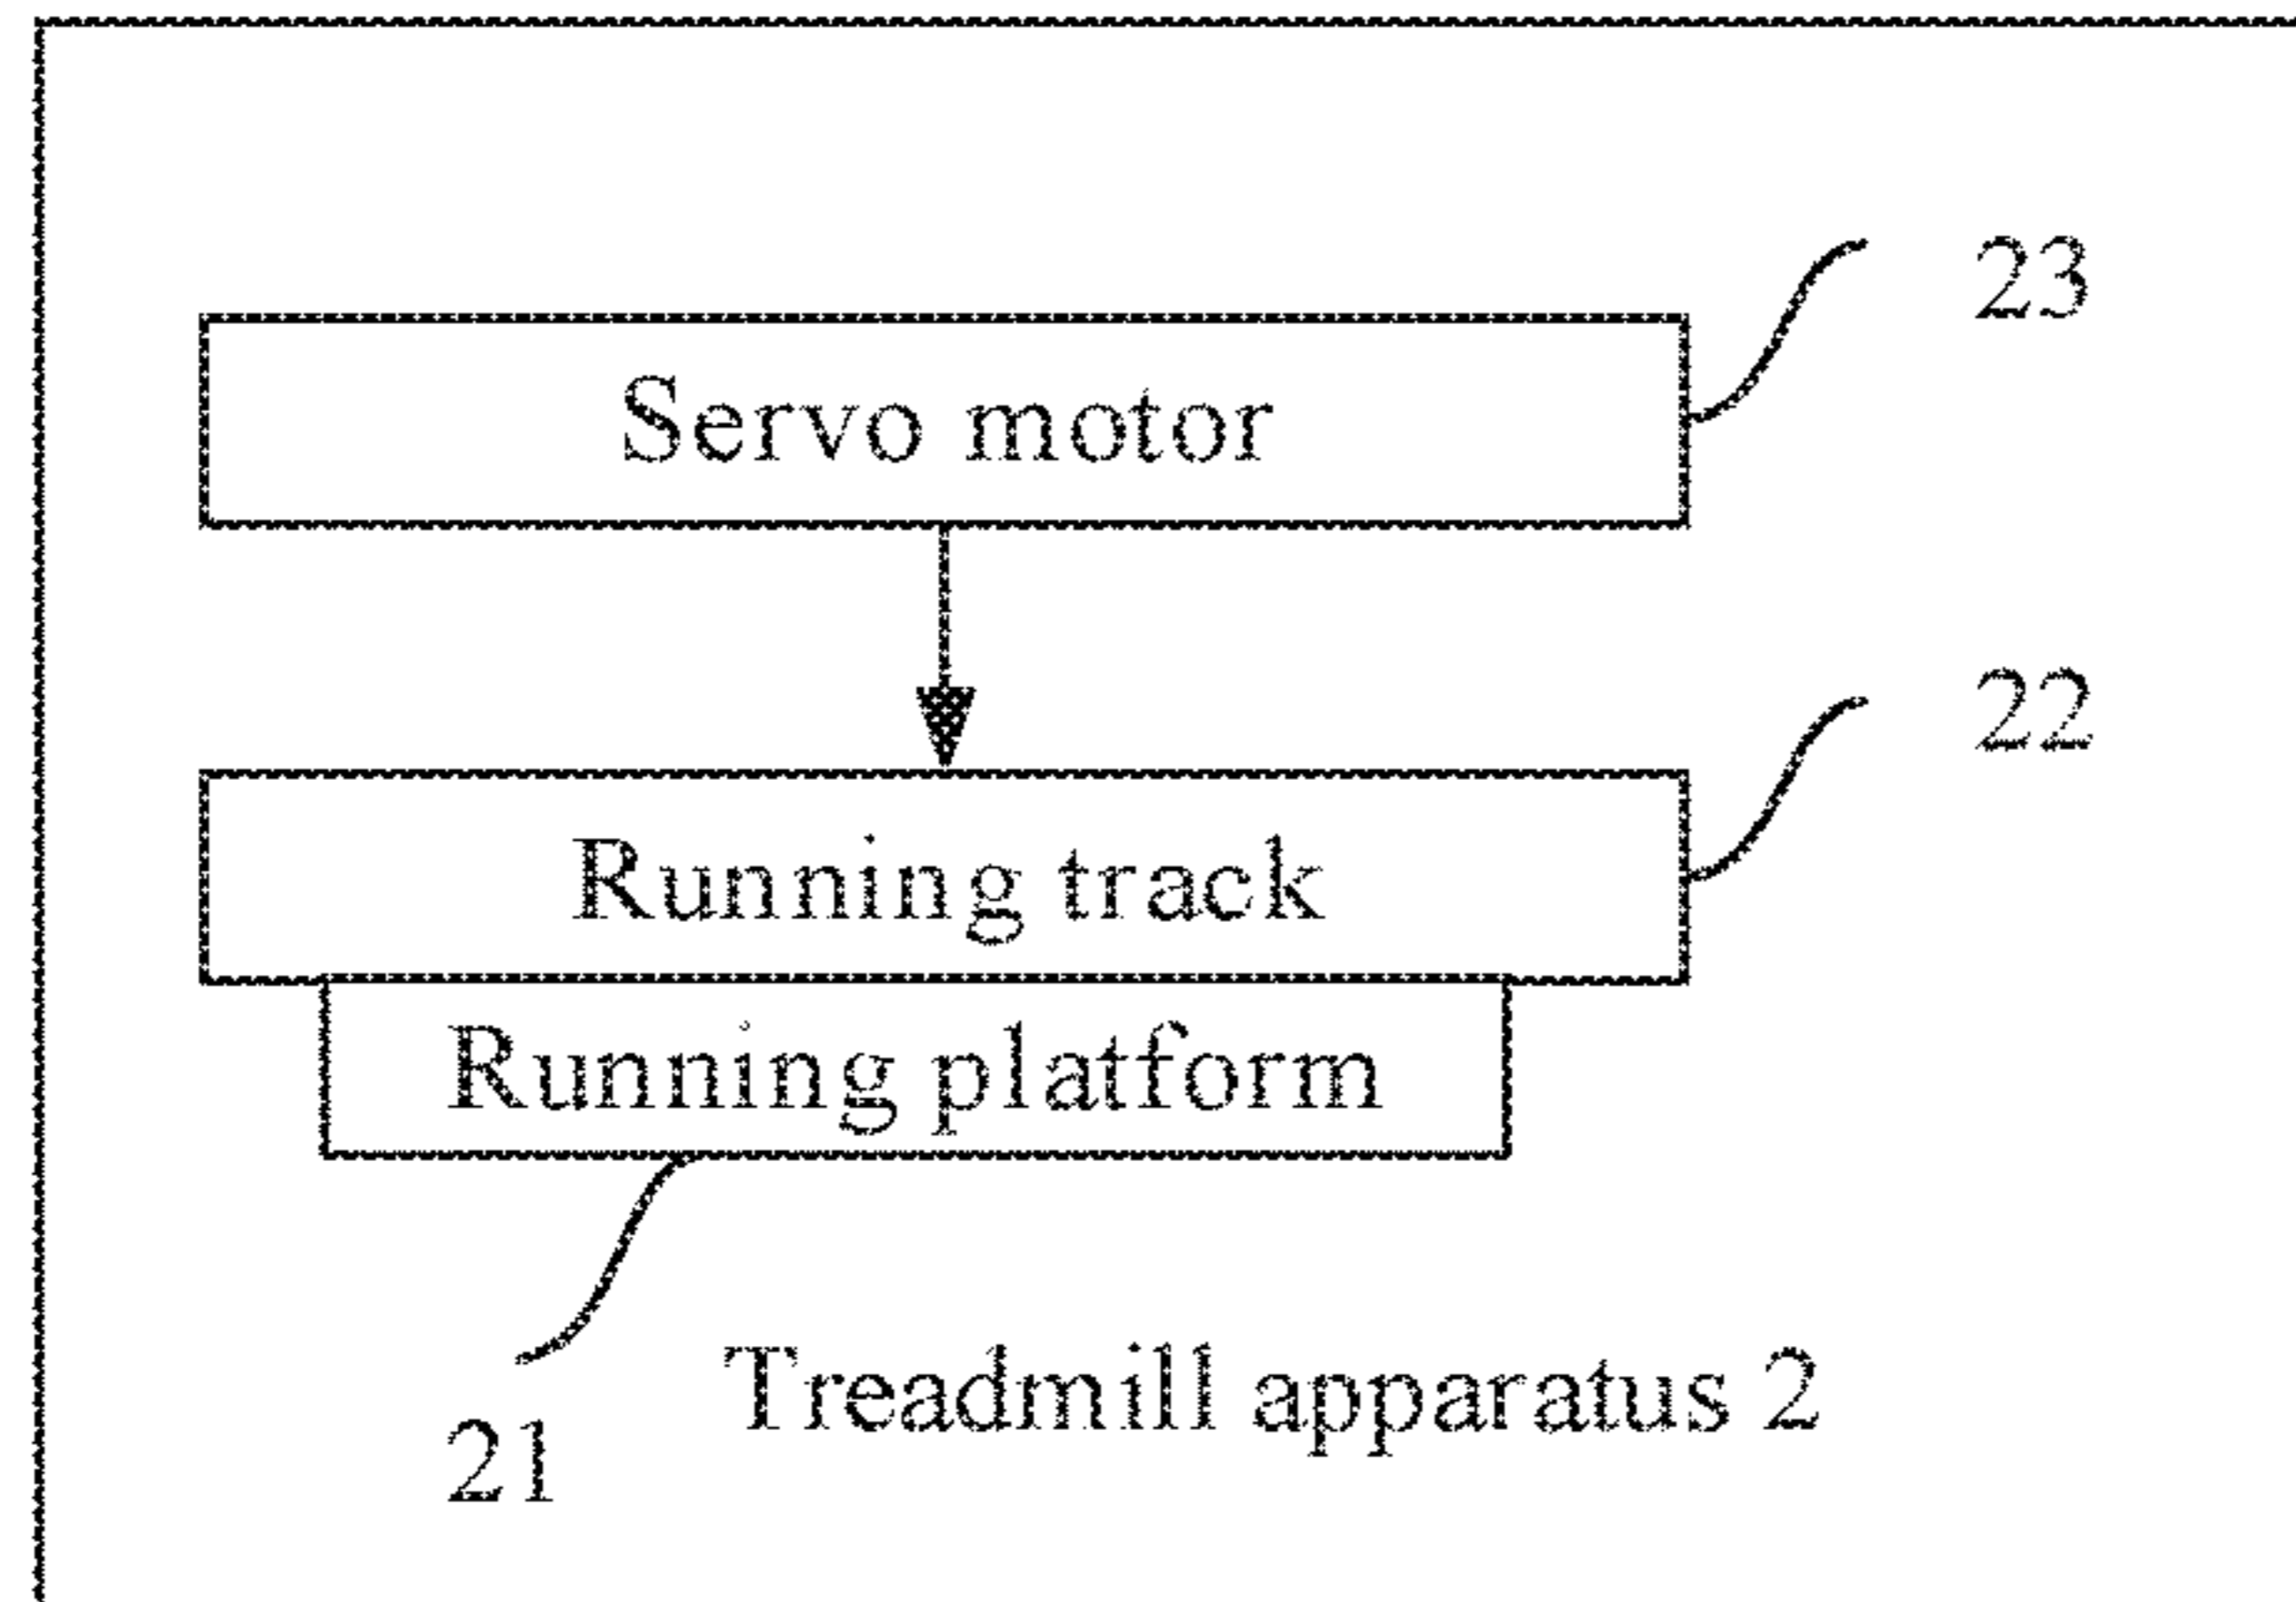 23
Servo motor
22
Running track
Running platform
Treadmill apparatus 2
21